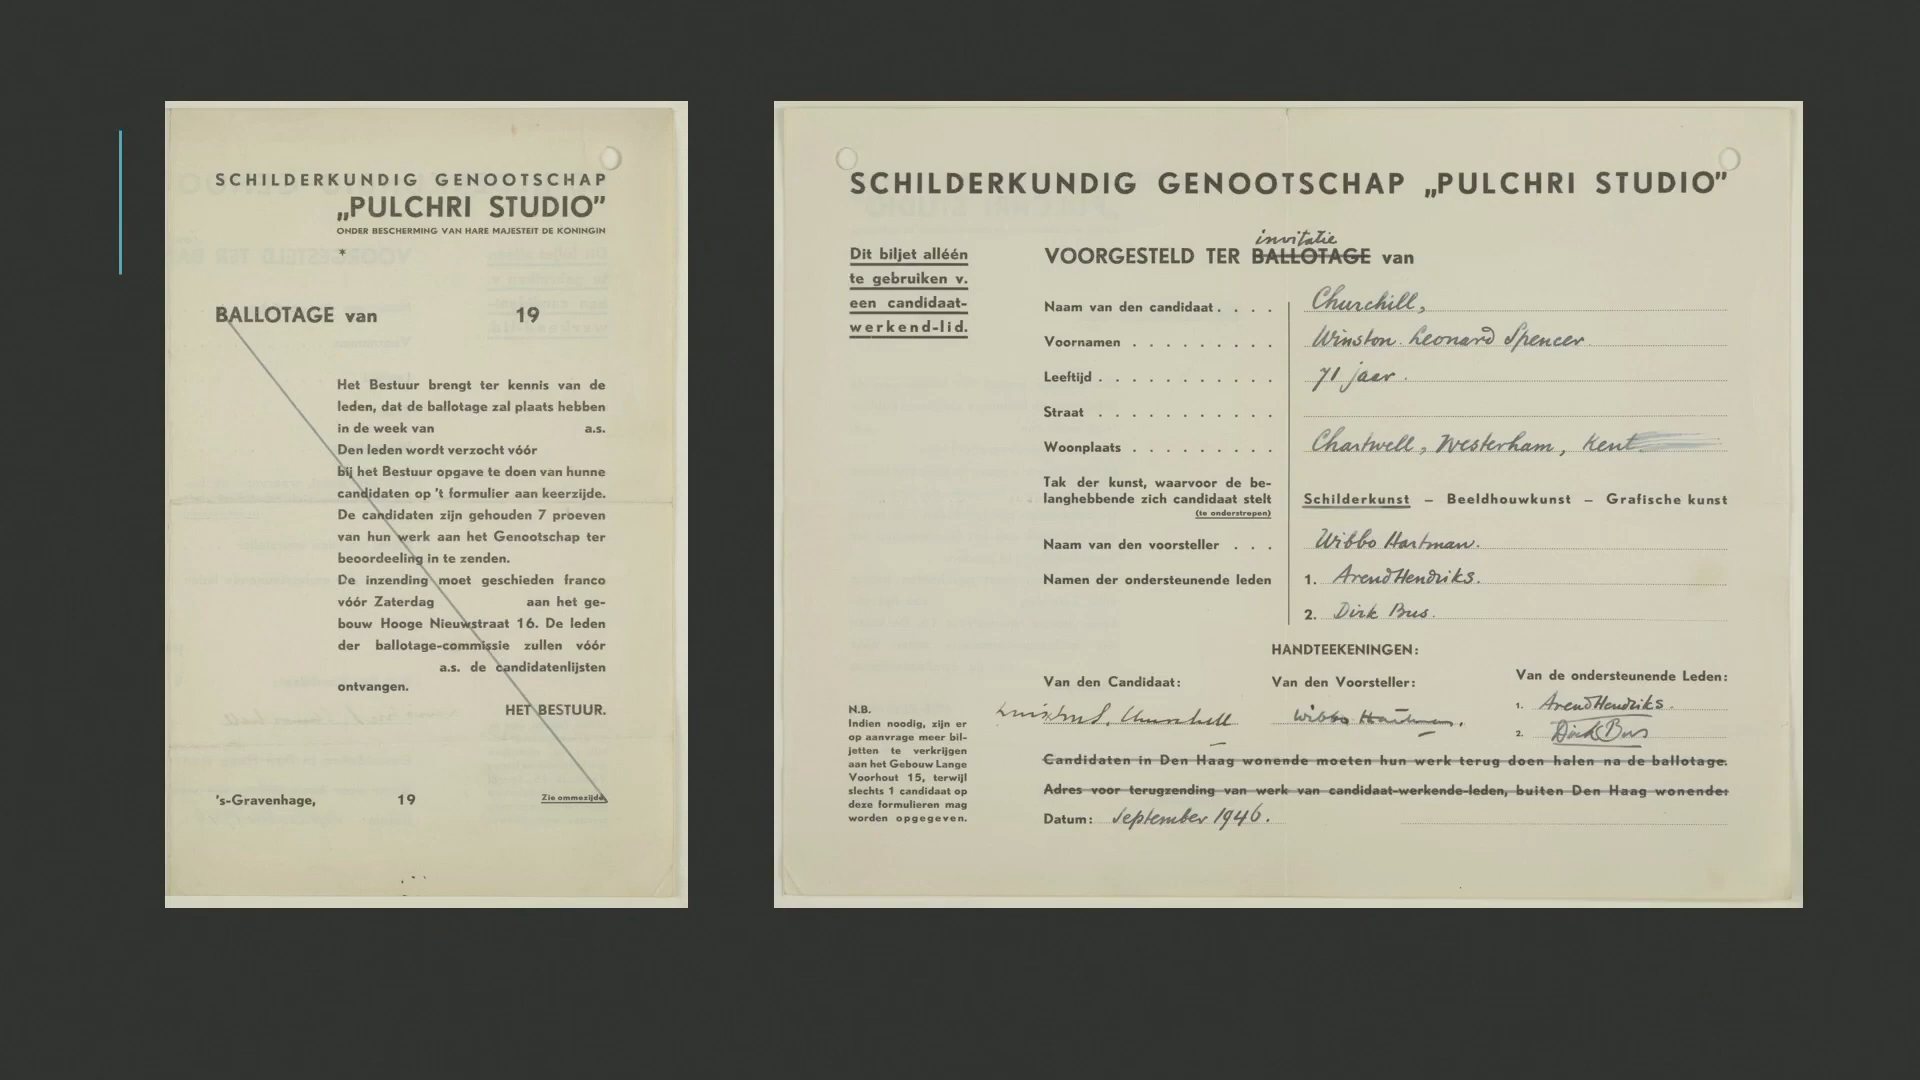 SCHILDERKUNDIG GENOOTSCHAP
„PULCHRI STUDIO”
ONDER BESCHERMING VAN HARE MAJESTEIT DE KONINGIN
*
BALLOTAGE van 19
Het Bestuur brengt ter kennis van de
leden, dat de ballotage zal plaats hebben
in de week van a.s.
Den leden wordt verzocht vóór
bij het Bestuur opgave te doen van hunne
candidaten op 't formulier aan keerzijde.
De candidaten zijn gehouden 7 proeven
van hun werk aan het Genootschap ter
beoordeeling in te zenden.
De inzending moet geschieden franco
vóór Zaterdag aan het ge-
bouw Hooge Nieuwstraat 16. De leden
der ballotage-commissie zullen vóór
a.s. de candidatenlijsten
ontvangen.
HET BESTUUR.
's-Gravenhage, 19 Zie ommezijde
SCHILDERKUNDIG GENOOTSCHAP „PULCHRI STUDIO”
Dit biljet alléén
te gebruiken v.
een candidaat-
werkend-lid.
invitatie
VOORGESTELD TER BALLOTAGE van
Naam van den candidaat . . . . Churchill,
Voornamen . . . . . . . . . Winston Leonard Spencer.
Leeftijd . . . . . . . . . . . 71 jaar.
Straat . . . . . . . . . . .
Woonplaats . . . . . . . . . Chartwell, Westerham, Kent
Tak der kunst, waarvoor de be-
langhebbende zich candidaat stelt Schilderkunst – Beeldhouwkunst – Grafische kunst
(te onderstrepen)
Naam van den voorsteller . . . Wibbo Hartman.
Namen der ondersteunende leden 1. Arend Hendriks.
2. Dirk Bus.
HANDTEEKENINGEN:
Van den Candidaat: Van den Voorsteller: Van de ondersteunende Leden:
Winston S. Churchill Wibbo Hartman. 1. Arend Hendriks.
2. Dirk Bus
Candidaten in Den Haag wonende moeten hun werk terug doen halen na de ballotage.
Adres voor terugzending van werk van candidaat-werkende-leden, buiten Den Haag wonende:
Datum: September 1946.
N.B.
Indien noodig, zijn er
op aanvrage meer bil-
jetten te verkrijgen
aan het Gebouw Lange
Voorhout 15, terwijl
slechts 1 candidaat op
deze formulieren mag
worden opgegeven.